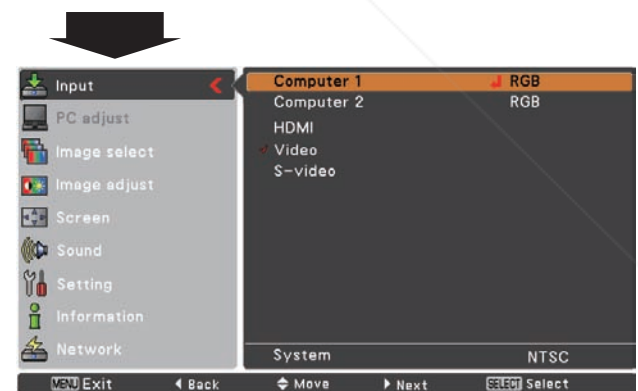 Input
PC adjust
Image select
Image adjust
Screen
Sound
Setting
Information
Network
Computer 1 RGB
Computer 2 RGB
HDMI
Video
S-video
System NTSC
MENU Exit Back Move Next SELECT Select